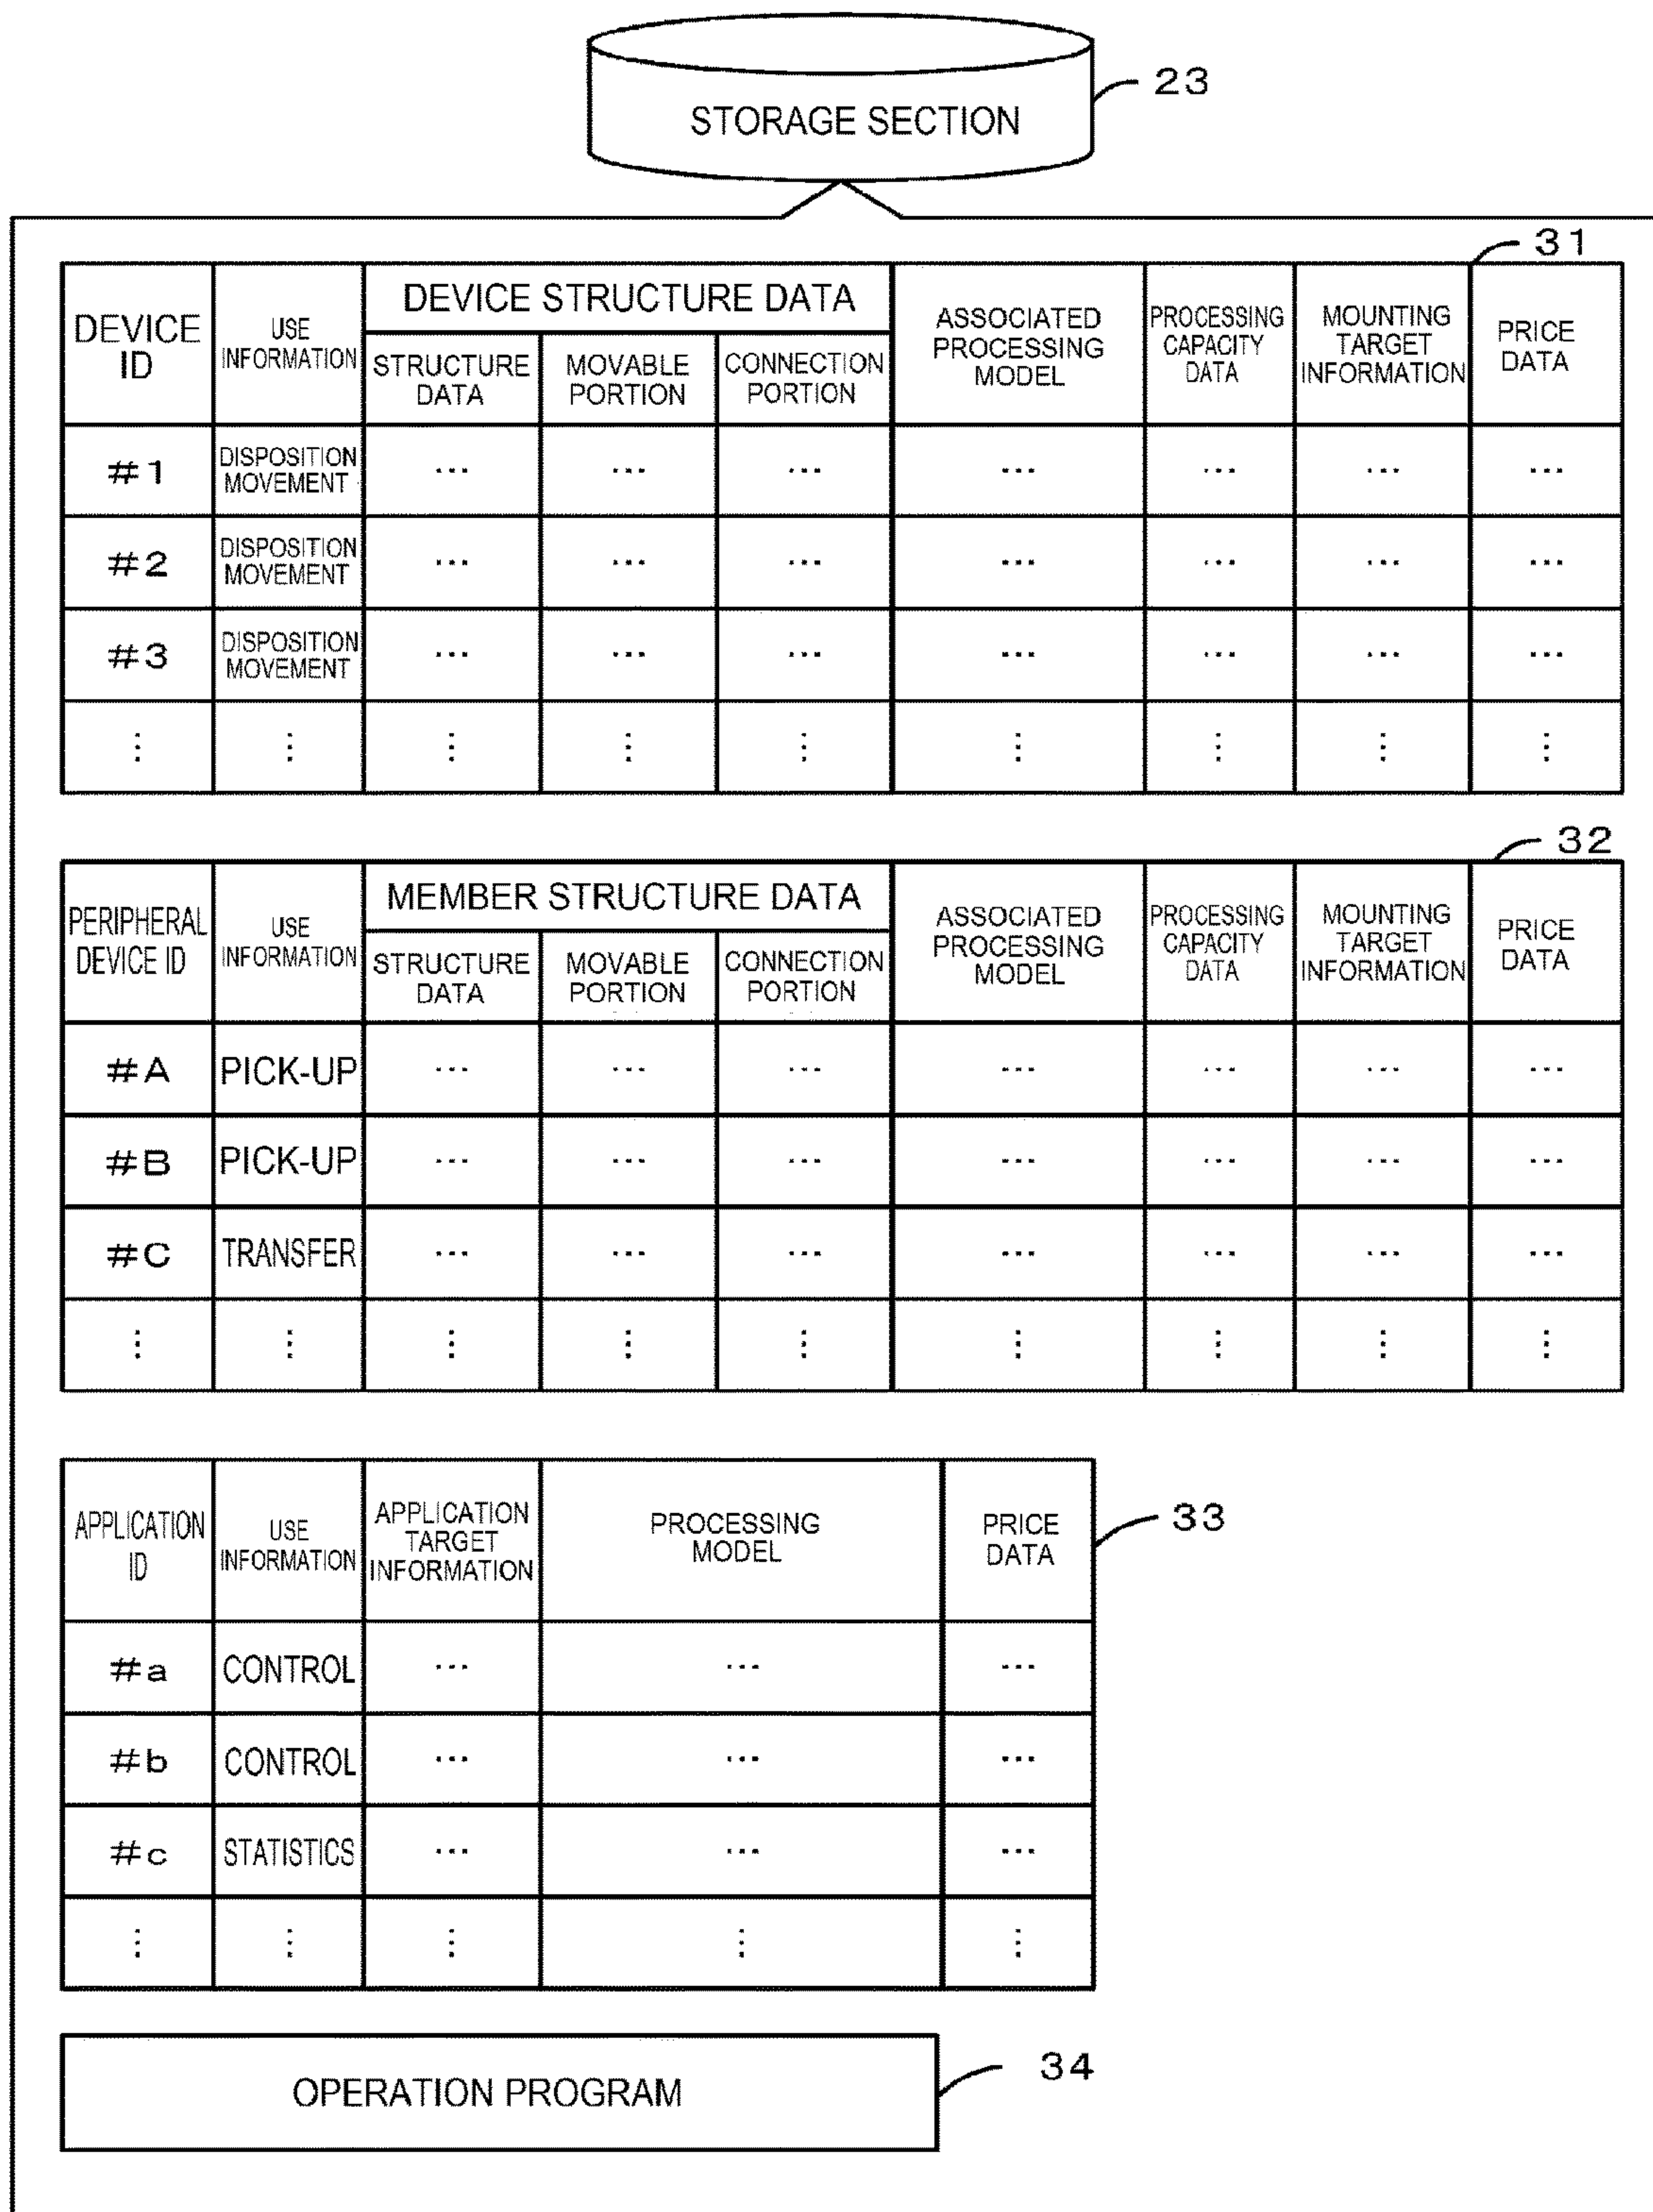 STORAGE SECTION
23
31
DEVICE ID
USE INFORMATION
DEVICE STRUCTURE DATA
STRUCTURE DATA
MOVABLE PORTION
CONNECTION PORTION
ASSOCIATED PROCESSING MODEL
PROCESSING CAPACITY DATA
MOUNTING TARGET INFORMATION
PRICE DATA
#1 DISPOSITION MOVEMENT ... ... ... ... ... ... ...
#2 DISPOSITION MOVEMENT ... ... ... ... ... ... ...
#3 DISPOSITION MOVEMENT ... ... ... ... ... ... ...
⋮ ⋮ ⋮ ⋮ ⋮ ⋮ ⋮ ⋮ ⋮
32
PERIPHERAL DEVICE ID
USE INFORMATION
MEMBER STRUCTURE DATA
STRUCTURE DATA
MOVABLE PORTION
CONNECTION PORTION
ASSOCIATED PROCESSING MODEL
PROCESSING CAPACITY DATA
MOUNTING TARGET INFORMATION
PRICE DATA
#A PICK-UP ... ... ... ... ... ... ...
#B PICK-UP ... ... ... ... ... ... ...
#C TRANSFER ... ... ... ... ... ... ...
⋮ ⋮ ⋮ ⋮ ⋮ ⋮ ⋮ ⋮ ⋮
33
APPLICATION ID
USE INFORMATION
APPLICATION TARGET INFORMATION
PROCESSING MODEL
PRICE DATA
#a CONTROL ... ... ...
#b CONTROL ... ... ...
#c STATISTICS ... ... ...
⋮ ⋮ ⋮ ⋮ ⋮
OPERATION PROGRAM
34